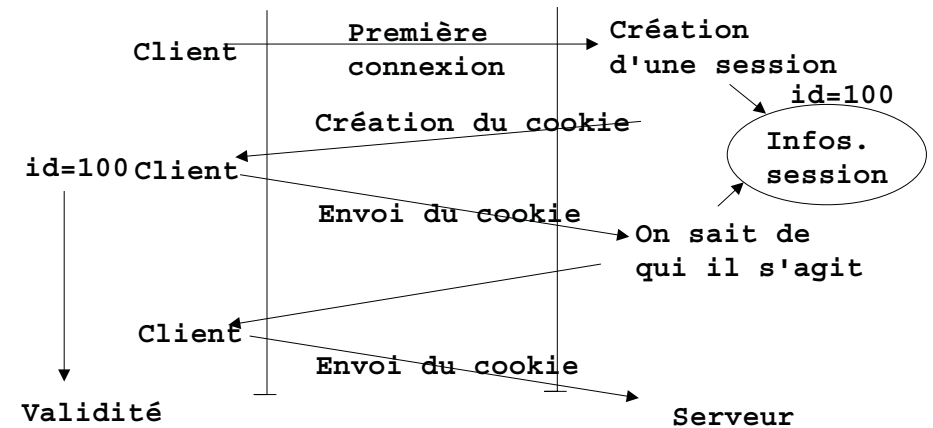 Client
Première
connexion
Création
d'une session
id=100
Création du cookie
Infos.
session
id=100
Client
Envoi du cookie
On sait de
qui il s'agit
Client
Envoi du cookie
Validité
Serveur